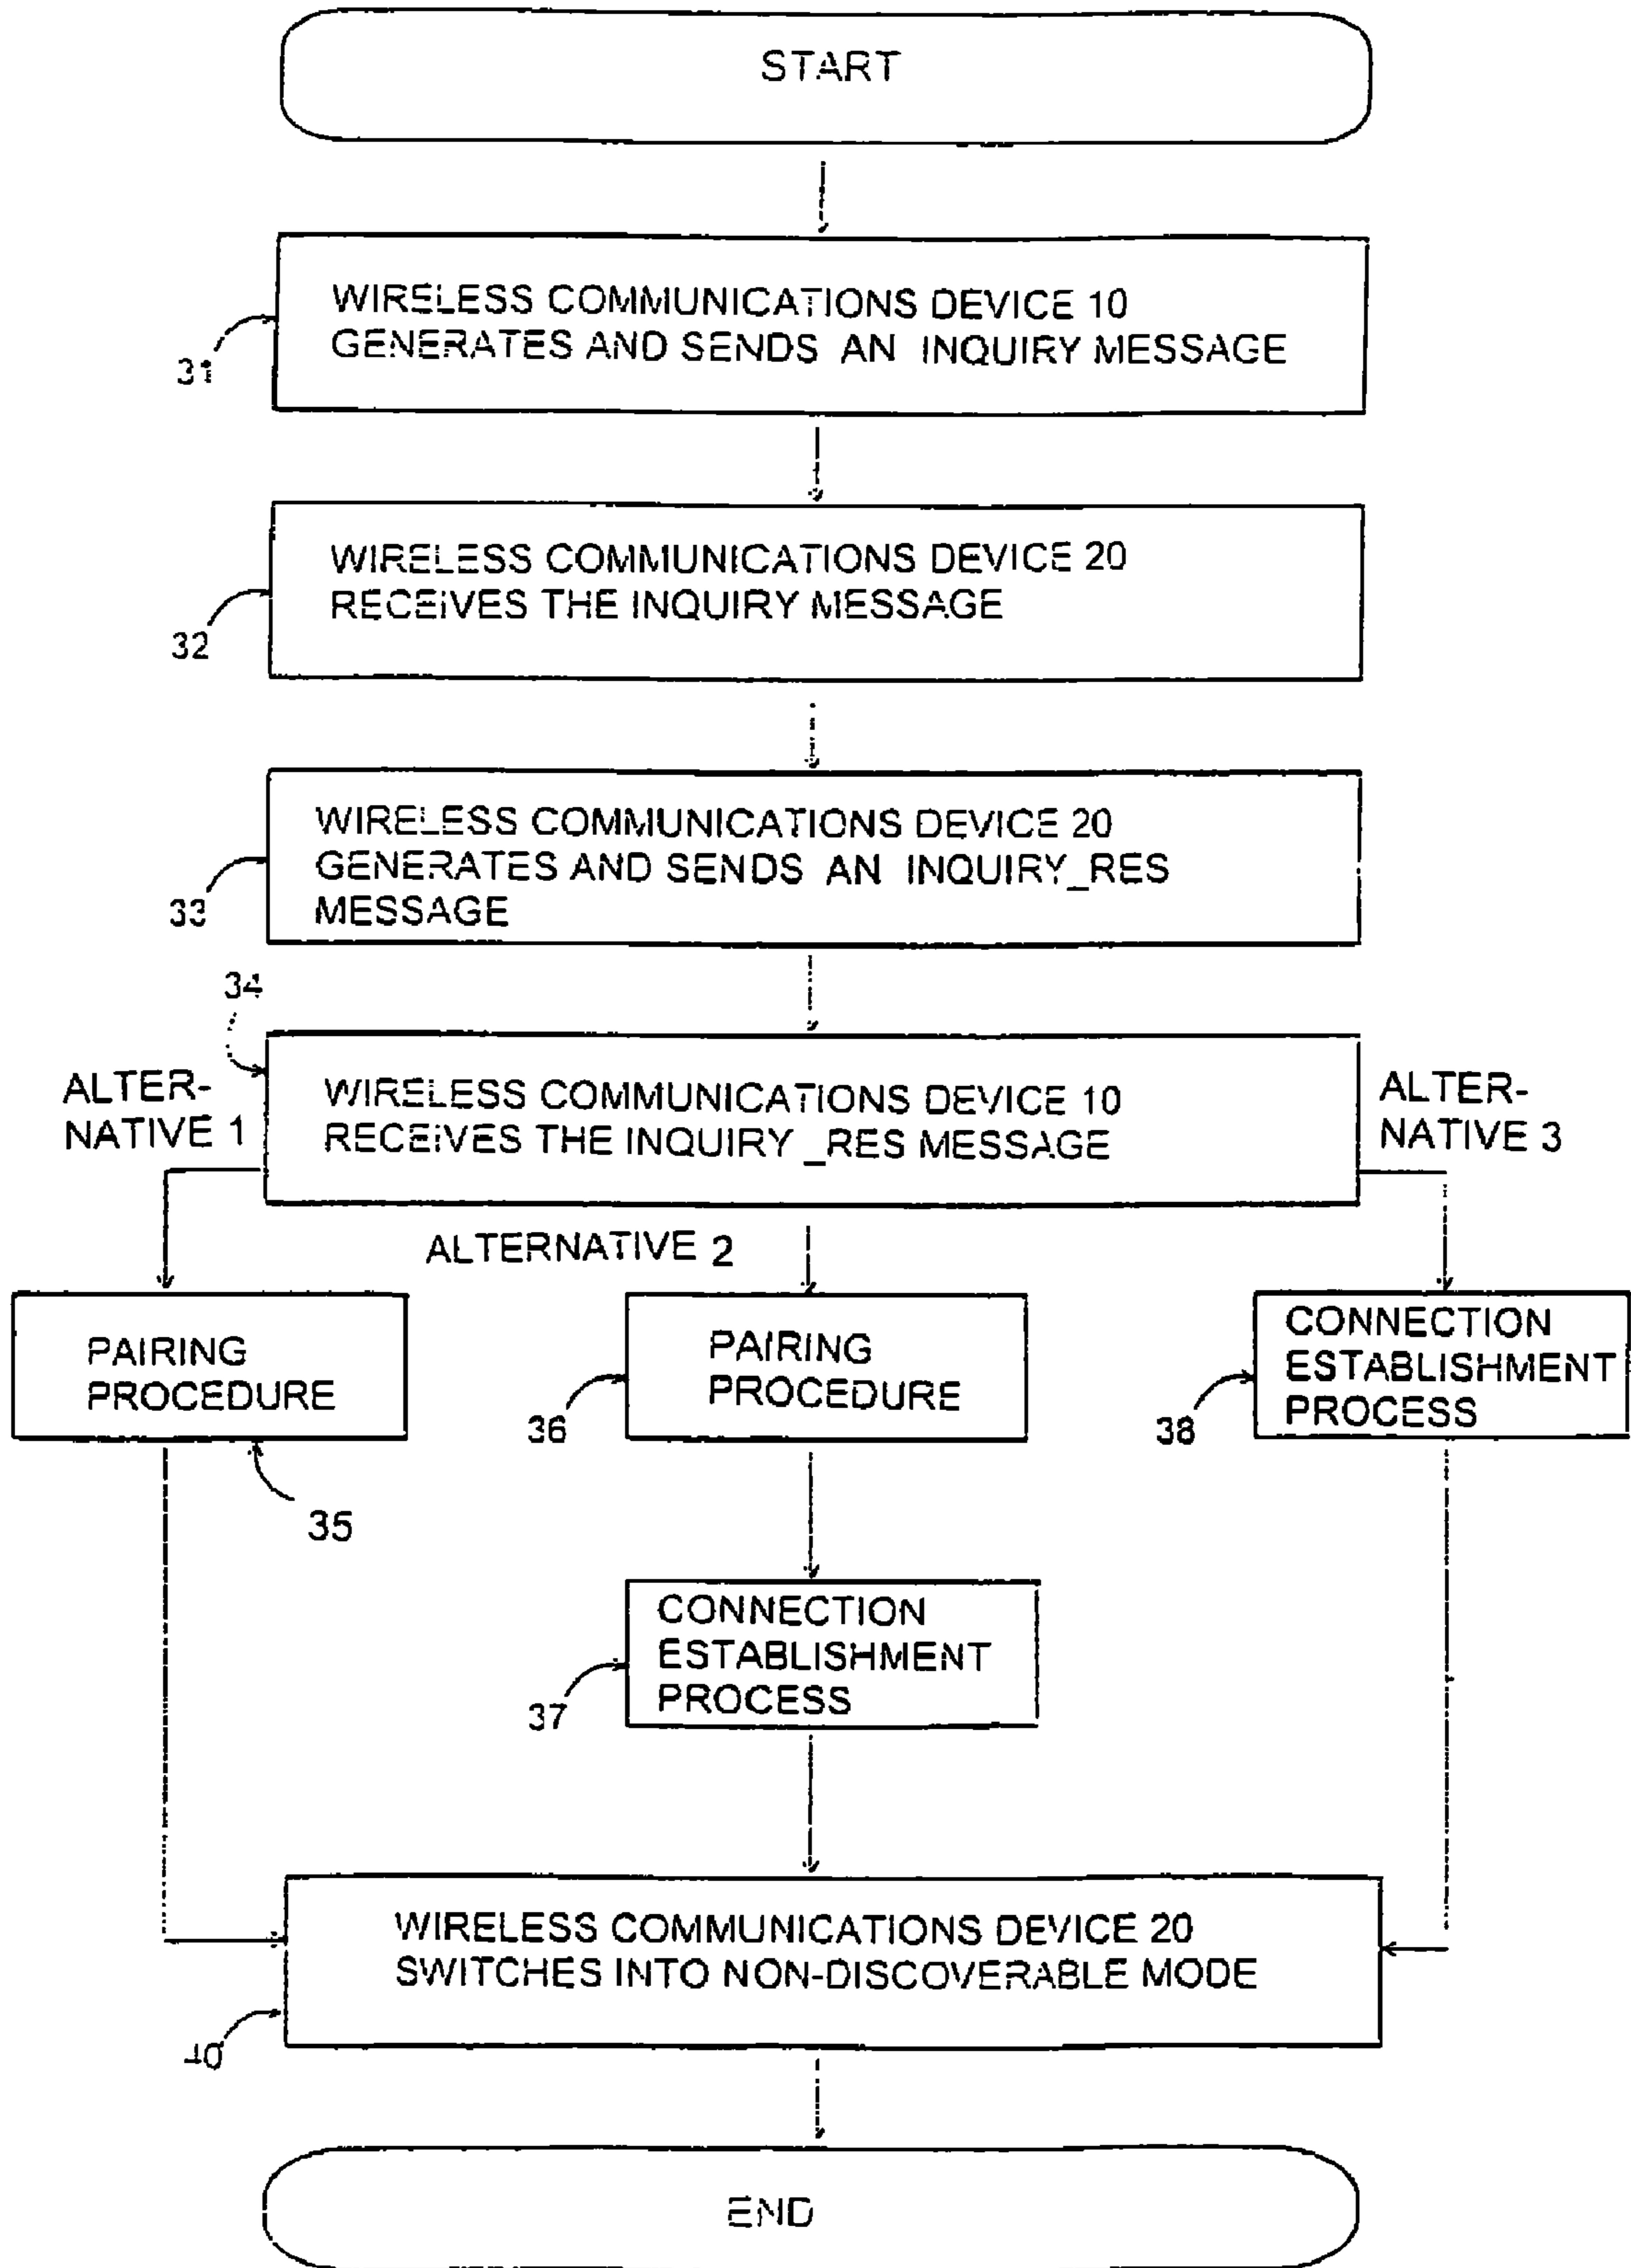 START
WIRELESS COMMUNICATIONS DEVICE 10
GENERATES AND SENDS AN INQUIRY MESSAGE
31
WIRELESS COMMUNICATIONS DEVICE 20
RECEIVES THE INQUIRY MESSAGE
32
WIRELESS COMMUNICATIONS DEVICE 20
GENERATES AND SENDS AN INQUIRY_RES
MESSAGE
33
34
ALTER-
NATIVE 1
WIRELESS COMMUNICATIONS DEVICE 10
RECEIVES THE INQUIRY _RES MESSAGE
ALTER-
NATIVE 3
ALTERNATIVE 2
PAIRING
PROCEDURE
35
PAIRING
PROCEDURE
36
CONNECTION
ESTABLISHMENT
PROCESS
38
CONNECTION
ESTABLISHMENT
PROCESS
37
WIRELESS COMMUNICATIONS DEVICE 20
SWITCHES INTO NON-DISCOVERABLE MODE
40
END